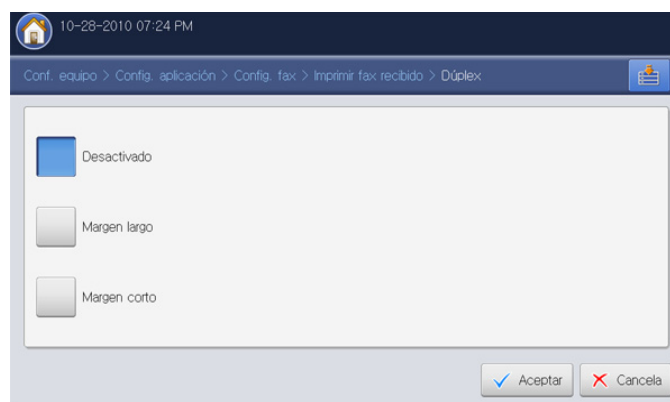 10-28-2010 07:24 PM
Conf. equipo > Config. aplicación > Config. fax > Imprimir fax recibido > Dúplex
Desactivado
Margen largo
Margen corto
Aceptar
Cancela